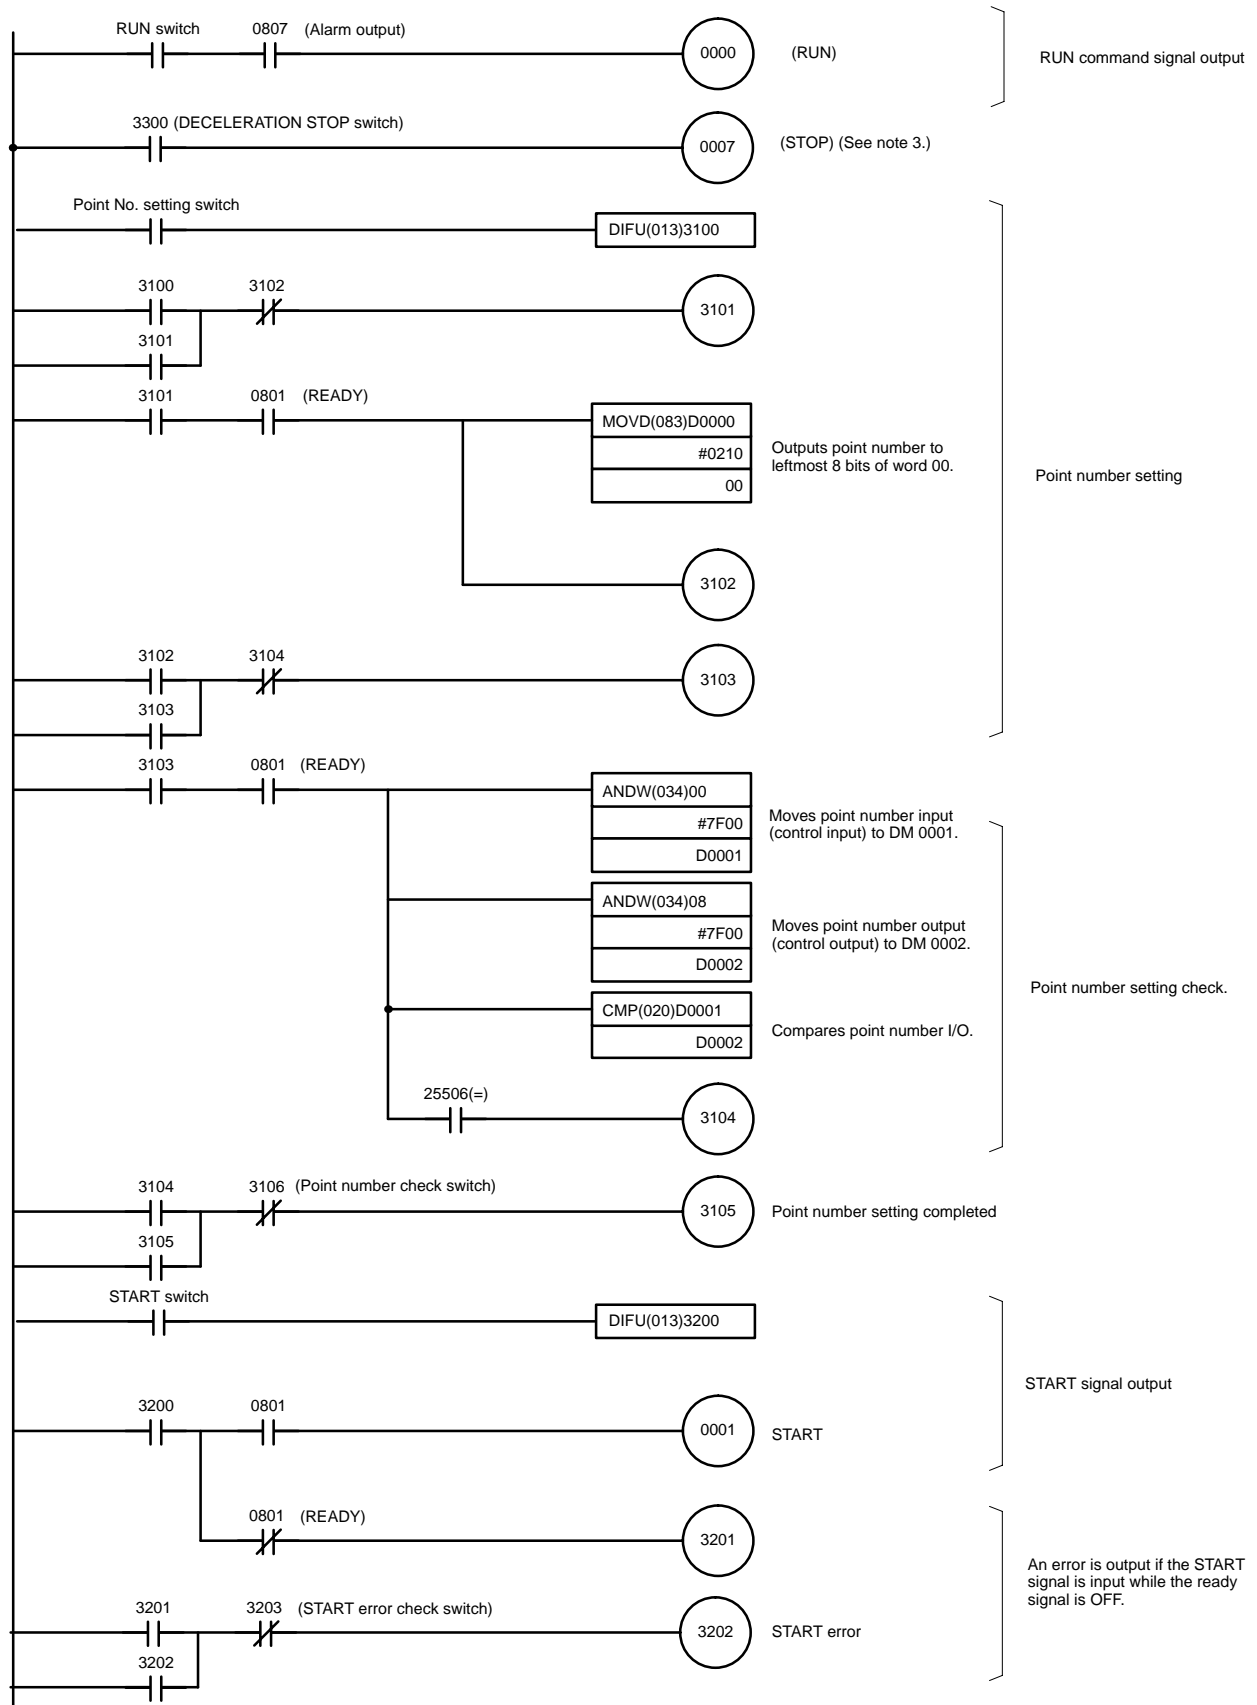 RUN switch 0807 (Alarm output)
0000 (RUN)
RUN command signal output
3300 (DECELERATION STOP switch)
0007 (STOP) (See note 3.)
Point No. setting switch
DIFU(013)3100
3100 3102
3101
3101
3101 0801 (READY)
MOVD(083)D0000
#0210
00
Outputs point number to
leftmost 8 bits of word 00.
Point number setting
3102
3102 3104
3103
3103
3103 0801 (READY)
ANDW(034)00
#7F00
D0001
Moves point number input
(control input) to DM 0001.
ANDW(034)08
#7F00
D0002
Moves point number output
(control output) to DM 0002.
Point number setting check.
CMP(020)D0001
D0002
Compares point number I/O.
25506(=)
3104
3104 3106 (Point number check switch)
3105 Point number setting completed
3105
START switch
DIFU(013)3200
START signal output
3200 0801
0001 START
0801 (READY)
3201
An error is output if the START
signal is input while the ready
signal is OFF.
3201 3203 (START error check switch)
3202 START error
3202